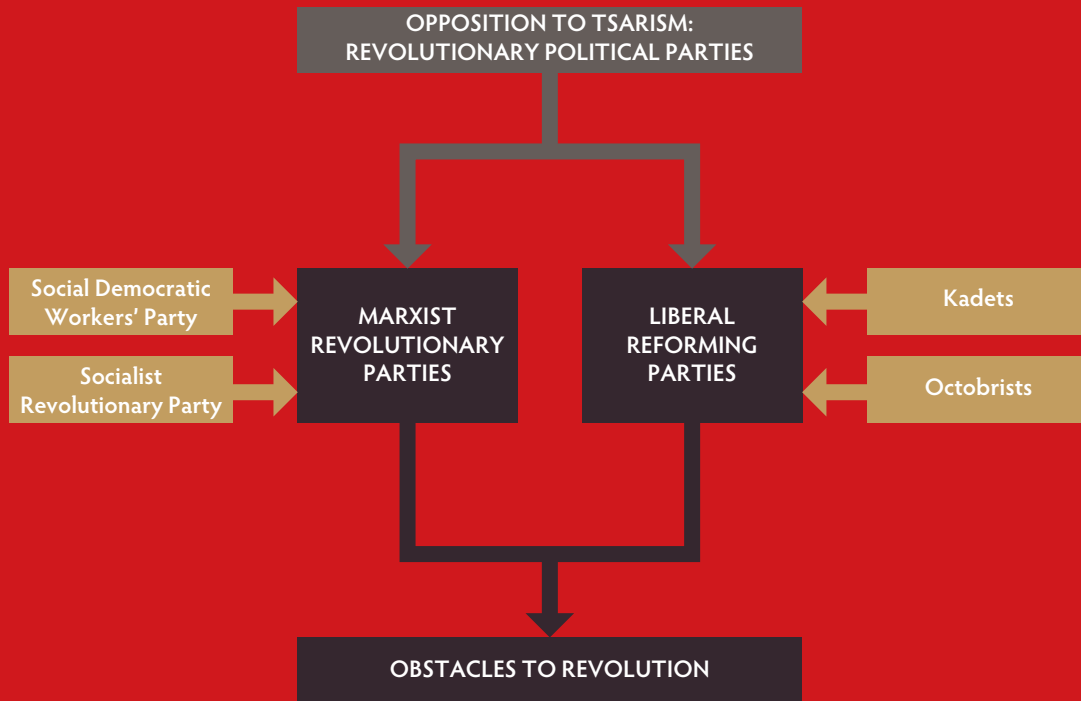 OPPOSITION TO TSARISM:
REVOLUTIONARY POLITICAL PARTIES
Social Democratic
Workers' Party
Socialist
Revolutionary Party
MARXIST
REVOLUTIONARY
PARTIES
LIBERAL
REFORMING
PARTIES
Kadets
Octobrists
OBSTACLES TO REVOLUTION